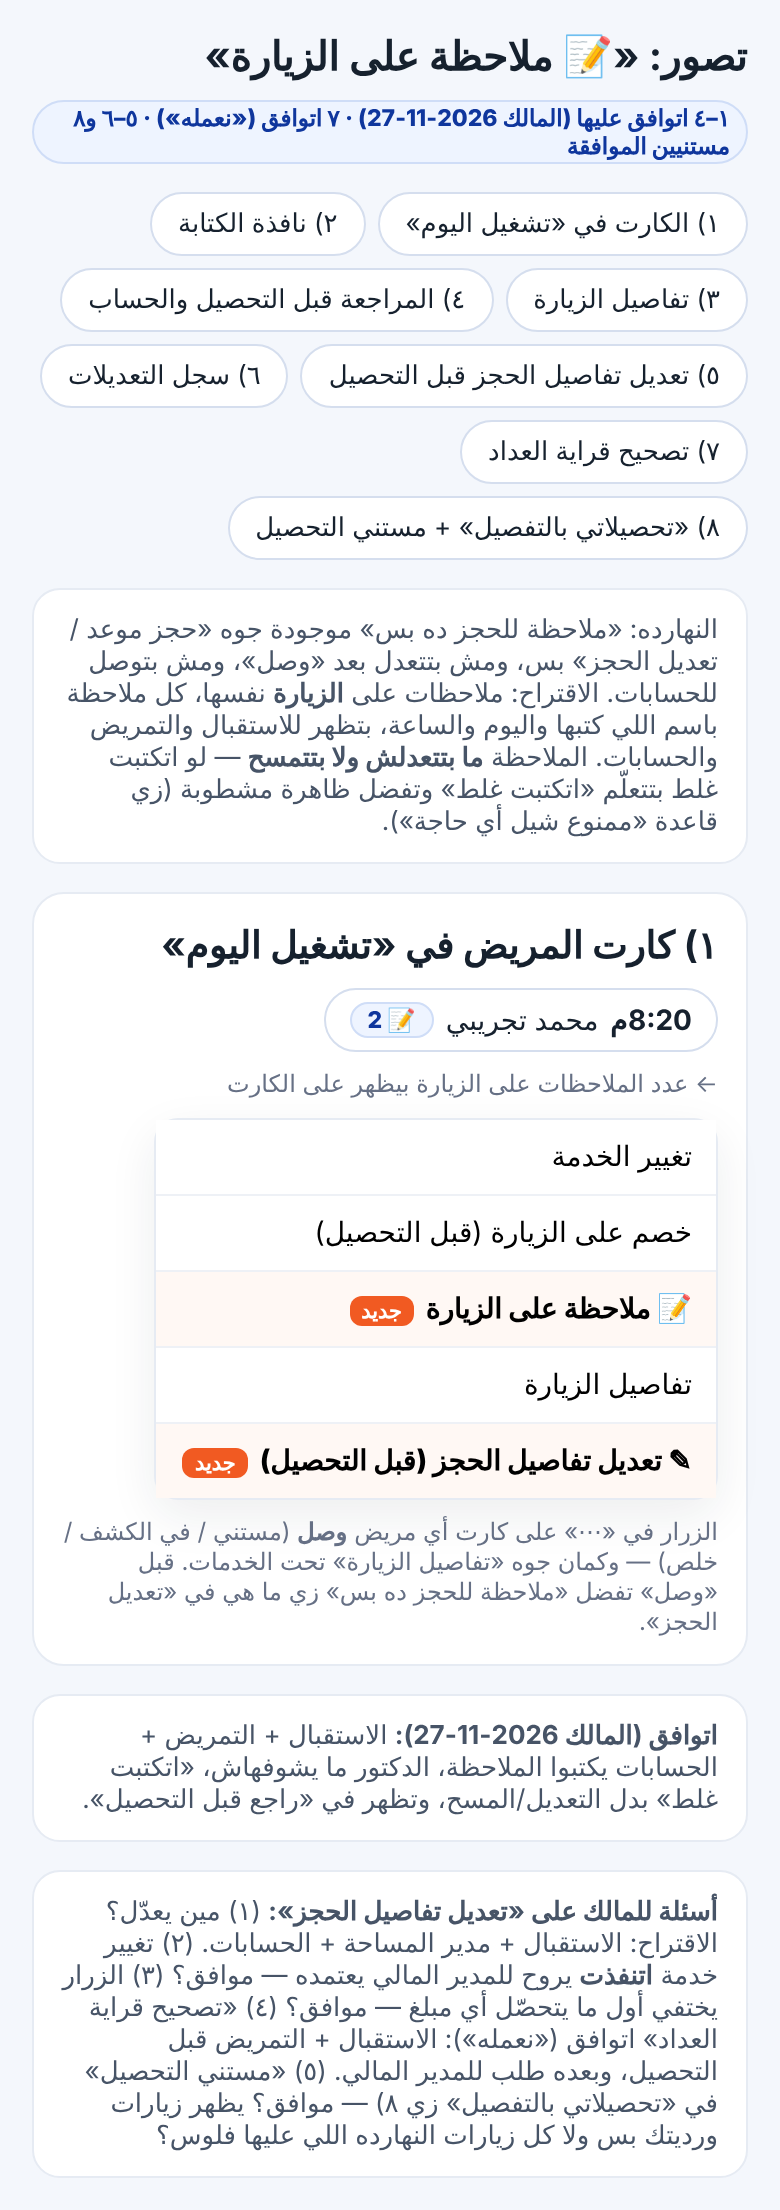 تصور: «📝 ملاحظة على الزيارة»
١–٤ اتوافق عليها (المالك 2026-11-27) · ٧ اتوافق («نعمله») · ٥–٦ و٨
مستنيين الموافقة
١) الكارت في «تشغيل اليوم»
٢) نافذة الكتابة
٣) تفاصيل الزيارة
٤) المراجعة قبل التحصيل والحساب
٥) تعديل تفاصيل الحجز قبل التحصيل
٦) سجل التعديلات
٧) تصحيح قراية العداد
٨) «تحصيلاتي بالتفصيل» + مستني التحصيل
النهارده: «ملاحظة للحجز ده بس» موجودة جوه «حجز موعد /
تعديل الحجز» بس، ومش بتتعدل بعد «وصل»، ومش بتوصل
للحسابات. الاقتراح: ملاحظات على الزيارة نفسها، كل ملاحظة
باسم اللي كتبها واليوم والساعة، بتظهر للاستقبال والتمريض
والحسابات. الملاحظة ما بتتعدلش ولا بتتمسح — لو اتكتبت
غلط بتتعلّم «اتكتبت غلط» وتفضل ظاهرة مشطوبة (زي
قاعدة «ممنوع شيل أي حاجة»).
١) كارت المريض في «تشغيل اليوم»
8:20م محمد تجريبي 📝 2
← عدد الملاحظات على الزيارة بيظهر على الكارت
تغيير الخدمة
خصم على الزيارة (قبل التحصيل)
📝 ملاحظة على الزيارة جديد
تفاصيل الزيارة
✎ تعديل تفاصيل الحجز (قبل التحصيل) جديد
الزرار في «⋯» على كارت أي مريض وصل (مستني / في الكشف /
خلص) — وكمان جوه «تفاصيل الزيارة» تحت الخدمات. قبل
«وصل» تفضل «ملاحظة للحجز ده بس» زي ما هي في «تعديل
الحجز».
اتوافق (المالك 2026-11-27): الاستقبال + التمريض +
الحسابات يكتبوا الملاحظة، الدكتور ما يشوفهاش، «اتكتبت
غلط» بدل التعديل/المسح، وتظهر في «راجع قبل التحصيل».
أسئلة للمالك على «تعديل تفاصيل الحجز»: (١) مين يعدّل؟
الاقتراح: الاستقبال + مدير المساحة + الحسابات. (٢) تغيير
خدمة اتنفذت يروح للمدير المالي يعتمده — موافق؟ (٣) الزرار
يختفي أول ما يتحصّل أي مبلغ — موافق؟ (٤) «تصحيح قراية
العداد» اتوافق («نعمله»): الاستقبال + التمريض قبل
التحصيل، وبعده طلب للمدير المالي. (٥) «مستني التحصيل»
في «تحصيلاتي بالتفصيل» زي ٨) — موافق؟ يظهر زيارات
ورديتك بس ولا كل زيارات النهارده اللي عليها فلوس؟